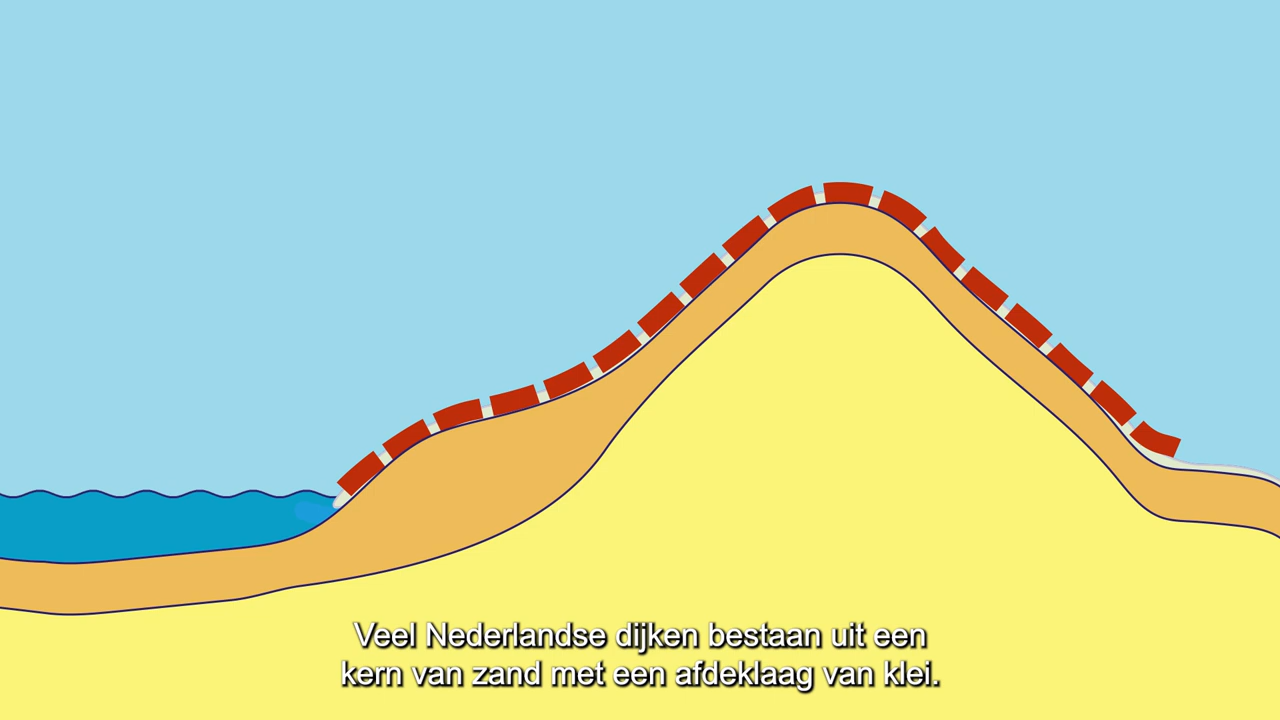 Veel Nederlandse dijken bestaan uit een
kern van zand met een afdeklaag van klei.